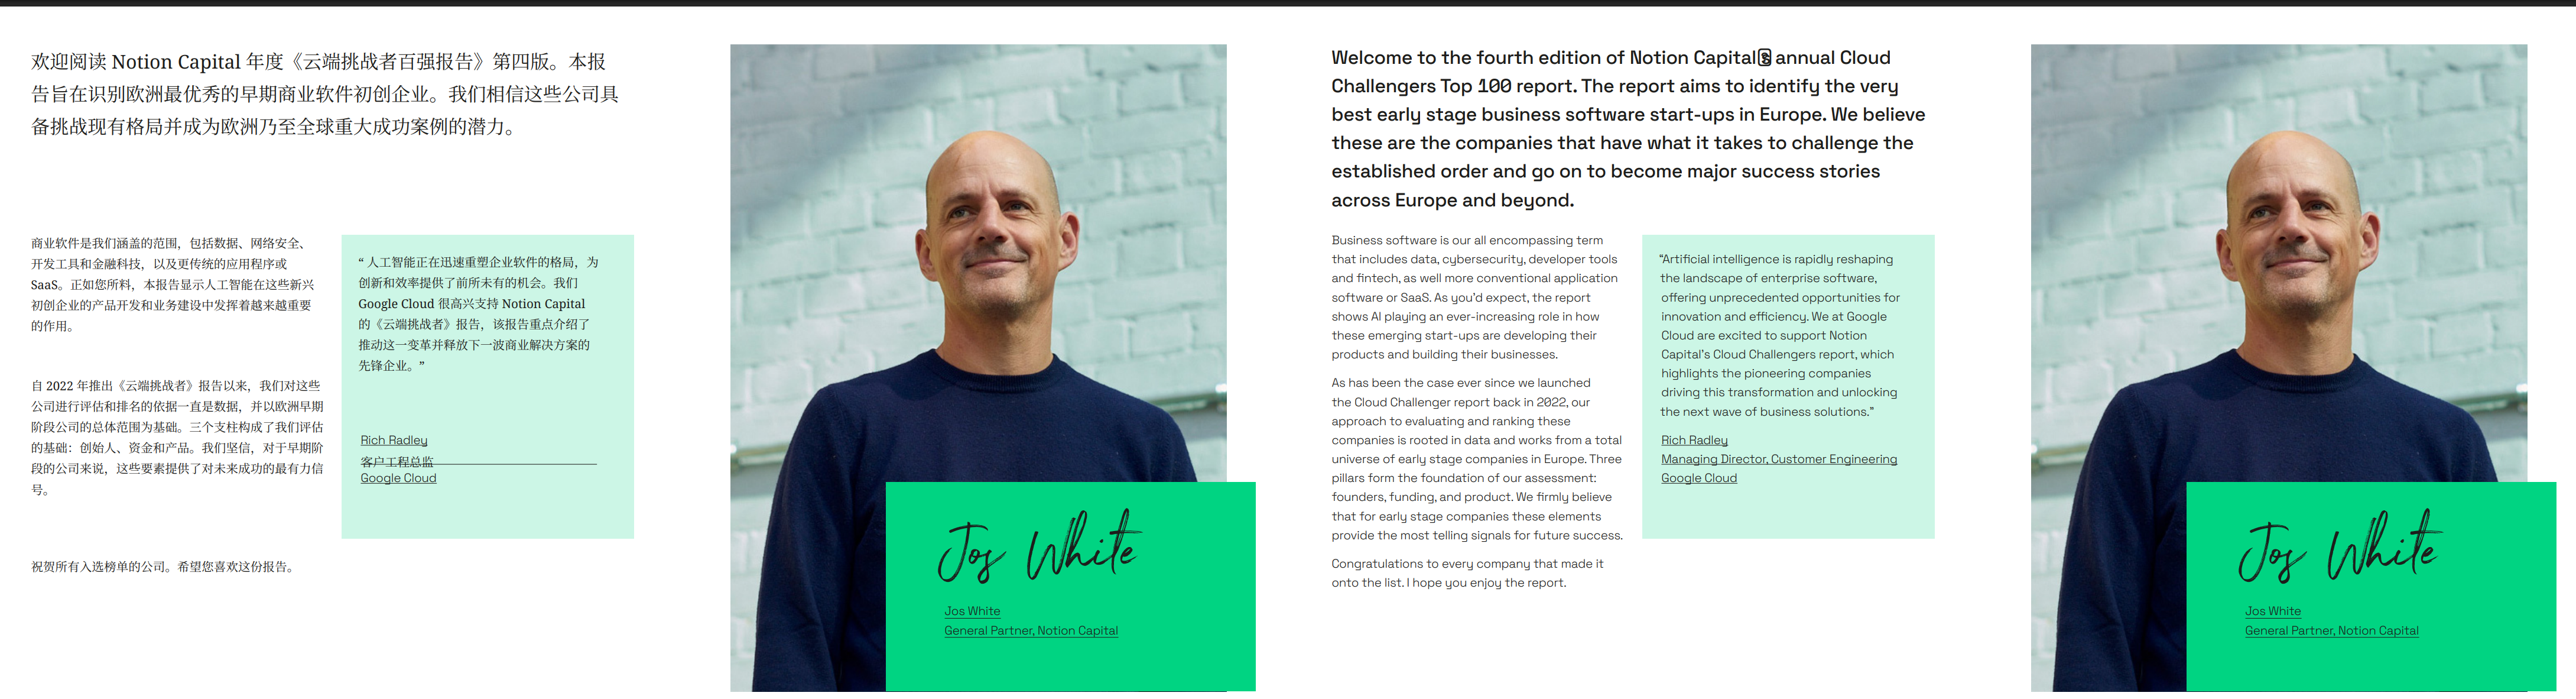 欢迎阅读 Notion Capital 年度《云端挑战者百强报告》第四版。本报
告旨在识别欧洲最优秀的早期商业软件初创企业。我们相信这些公司具
备挑战现有格局并成为欧洲乃至全球重大成功案例的潜力。
商业软件是我们涵盖的范围，包括数据、网络安全、
开发工具和金融科技，以及更传统的应用程序或
SaaS。正如您所料，本报告显示人工智能在这些新兴
初创企业的产品开发和业务建设中发挥着越来越重要
的作用。
自 2022 年推出《云端挑战者》报告以来，我们对这些
公司进行评估和排名的依据一直是数据，并以欧洲早期
阶段公司的总体范围为基础。三个支柱构成了我们评估
的基础：创始人、资金和产品。我们坚信，对于早期阶
段的公司来说，这些要素提供了对未来成功的最有力信
号。
祝贺所有入选榜单的公司。希望您喜欢这份报告。
“ 人工智能正在迅速重塑企业软件的格局，为
创新和效率提供了前所未有的机会。我们
Google Cloud 很高兴支持 Notion Capital
的《云端挑战者》报告，该报告重点介绍了
推动这一变革并释放下一波商业解决方案的
先锋企业。”
Rich Radley
客户工程总监
Google Cloud
Jos White
Jos White
General Partner, Notion Capital
Welcome to the fourth edition of Notion Capital annual Cloud
Challengers Top 100 report. The report aims to identify the very
best early stage business software start-ups in Europe. We believe
these are the companies that have what it takes to challenge the
established order and go on to become major success stories
across Europe and beyond.
Business software is our all encompassing term
that includes data, cybersecurity, developer tools
and fintech, as well more conventional application
software or SaaS. As you’d expect, the report
shows AI playing an ever-increasing role in how
these emerging start-ups are developing their
products and building their businesses.
As has been the case ever since we launched
the Cloud Challenger report back in 2022, our
approach to evaluating and ranking these
companies is rooted in data and works from a total
universe of early stage companies in Europe. Three
pillars form the foundation of our assessment:
founders, funding, and product. We firmly believe
that for early stage companies these elements
provide the most telling signals for future success.
Congratulations to every company that made it
onto the list. I hope you enjoy the report.
“Artificial intelligence is rapidly reshaping
the landscape of enterprise software,
offering unprecedented opportunities for
innovation and efficiency. We at Google
Cloud are excited to support Notion
Capital’s Cloud Challengers report, which
highlights the pioneering companies
driving this transformation and unlocking
the next wave of business solutions.”
Rich Radley
Managing Director, Customer Engineering
Google Cloud
Jos White
Jos White
General Partner, Notion Capital